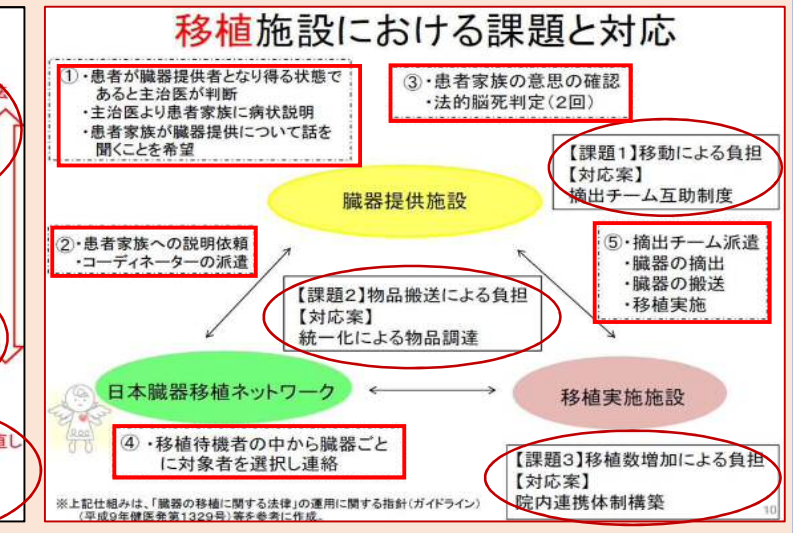 移植施設における課題と対応
①・患者が臓器提供者となり得る状態で
あると主治医が判断
・主治医より患者家族に病状説明
・患者家族が臓器提供について話を
聞くことを希望
③・患者家族の意思の確認
・法的脳死判定(2回)
【課題1】移動による負担
【対応案】
摘出チーム互助制度
臓器提供施設
②・患者家族への説明依頼
・コーディネーターの派遣
⑤・摘出チーム派遣
・臓器の摘出
・臓器の搬送
・移植実施
【課題2】物品搬送による負担
【対応案】
統一化による物品調達
日本臓器移植ネットワーク
移植実施施設
直し
④ ・移植待機者の中から臓器ごと
に対象者を選択し連絡
【課題3】移植数増加による負担
【対応案】
院内連携体制構築
※上記仕組みは、「臓器の移植に関する法律」の運用に関する指針(ガイドライン)
(平成9年健医発第1329号)等を参考に作成。
10